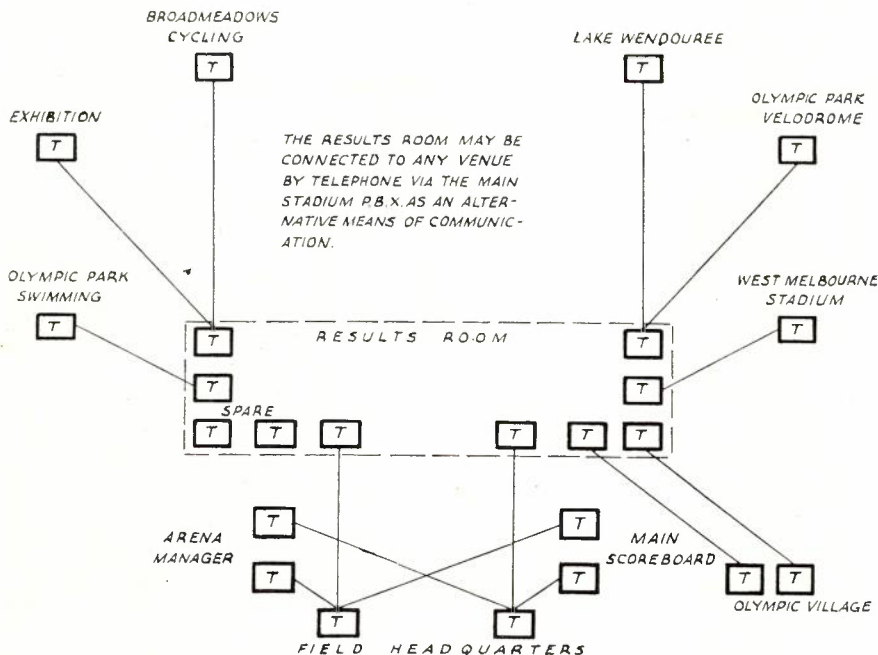 BROADMEADOWS
CYCLING
T
LAKE WENDOUREE
T
EXHIBITION
T
OLYMPIC PARK
VELODROME
T
THE RESULTS ROOM MAY BE
CONNECTED TO ANY VENUE
BY TELEPHONE VIA THE MAIN
STADIUM P.B.X. AS AN ALTER-
NATIVE MEANS OF COMMUNIC-
ATION.
OLYMPIC PARK
SWIMMING
T
WEST MELBOURNE
STADIUM
T
RESULTS ROOM
T T
T T
SPARE
T T T T T T
ARENA
MANAGER
T
T
MAIN
SCOREBOARD
T
T
T T
OLYMPIC VILLAGE
T T
FIELD HEADQUARTERS